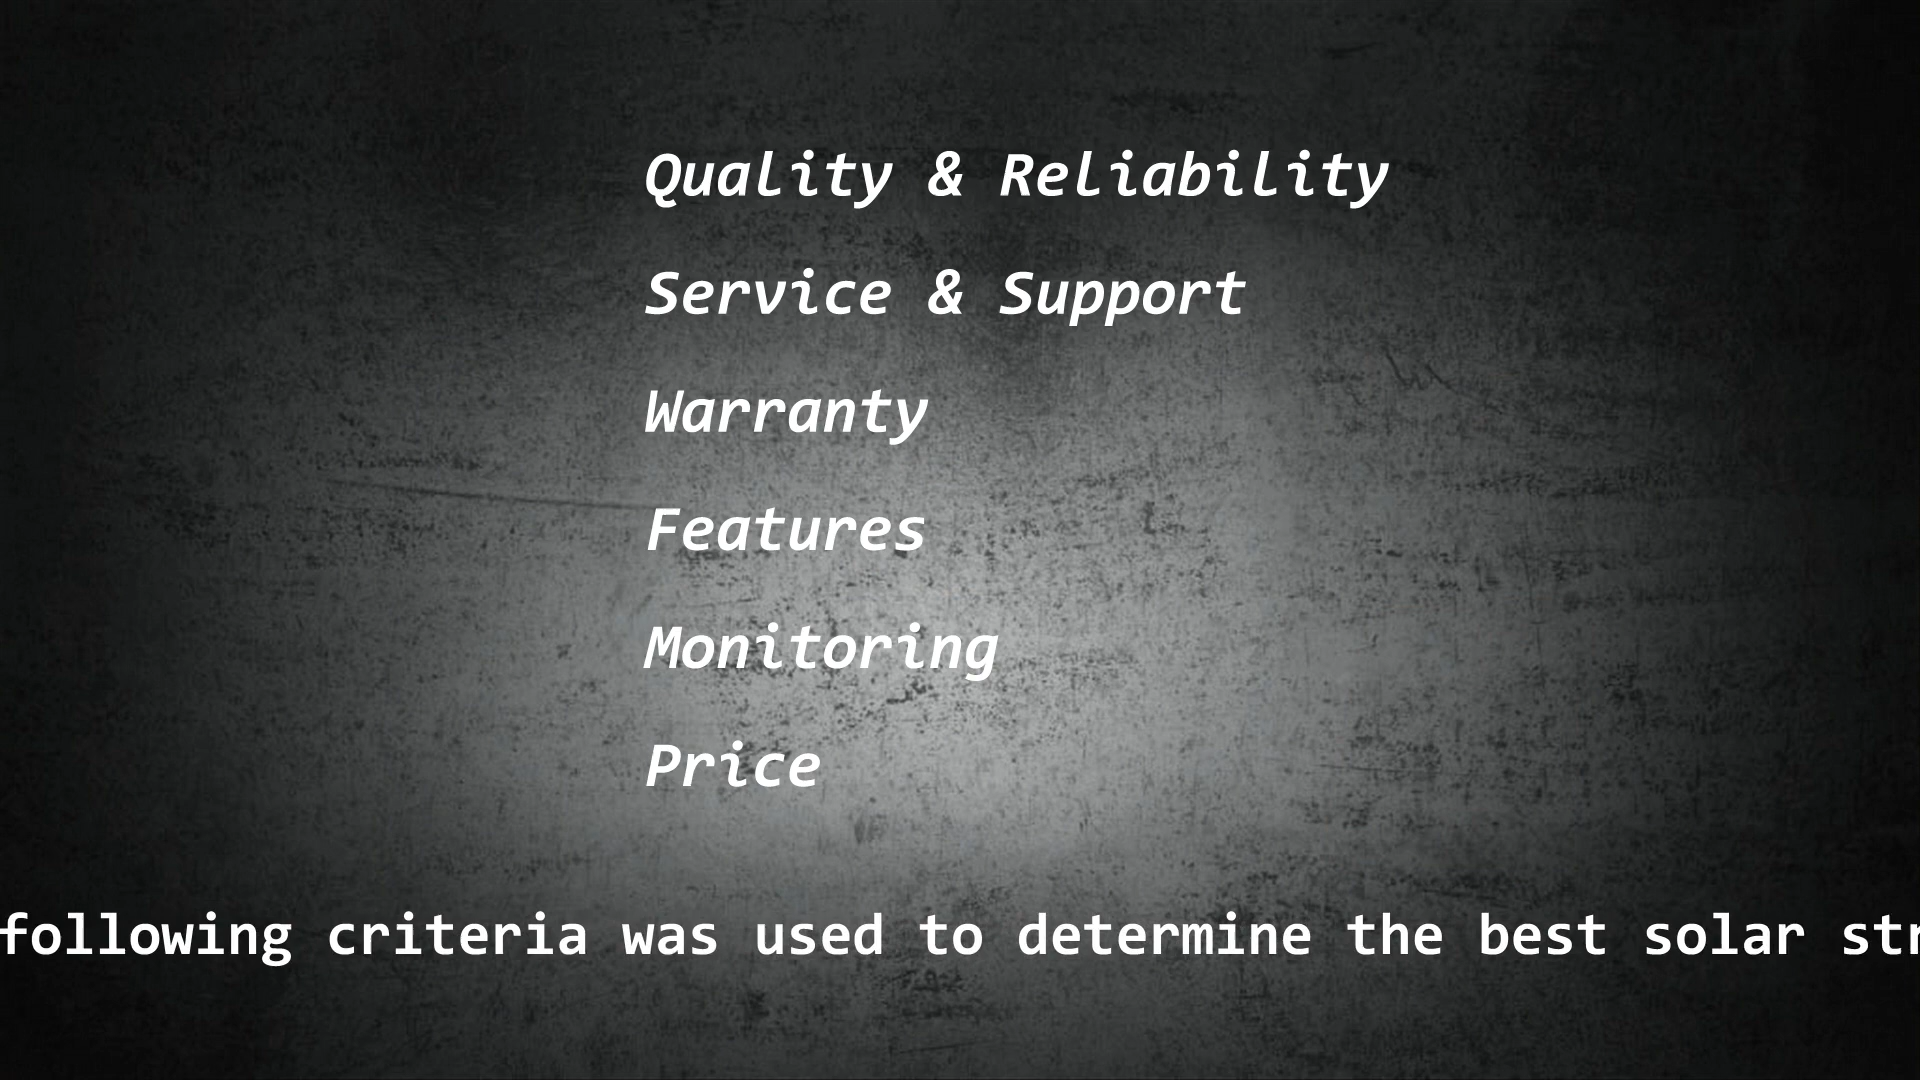 Quality & Reliability
Service & Support
Warranty
Features
Monitoring
Price
following criteria was used to determine the best solar